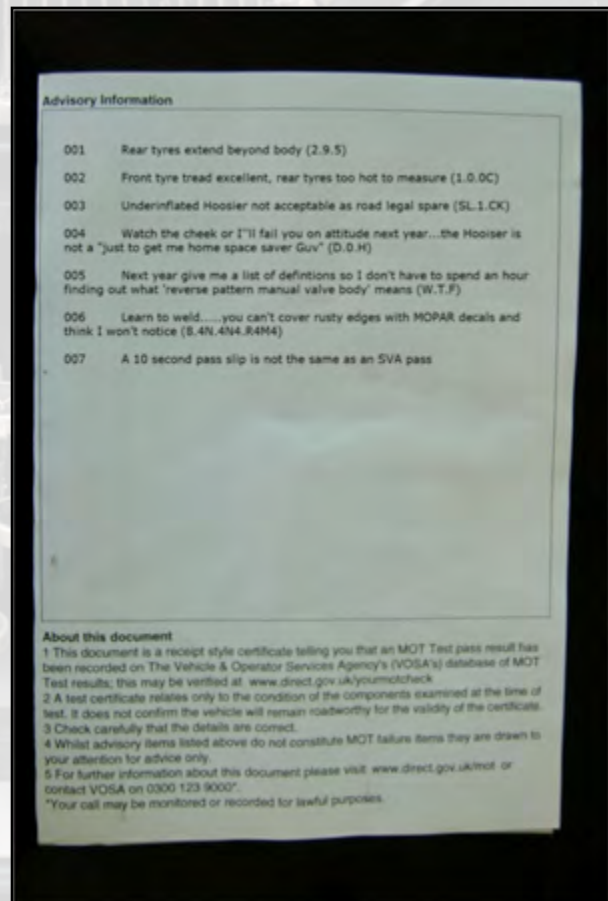 Advisory Information
001 Rear tyres extend beyond body (2.9.5)
002 Front tyre tread excellent, rear tyres too hot to measure (1.0.0C)
003 Underinflated Hoosier not acceptable as road legal spare (SL.1.CK)
004 Watch the cheek or I''ll fail you on attitude next year...the Hooiser is
not a "just to get me home space saver Guv" (D.0.H)
005 Next year give me a list of defintions so I don't have to spend an hour
finding out what 'reverse pattern manual valve body' means (W.T.F)
006 Learn to weld.....you can't cover rusty edges with MOPAR decals and
think I won't notice (8.4N.4N4.R4M4)
007 A 10 second pass slip is not the same as an SVA pass
About this document
1 This document is a receipt style certificate telling you that an MOT Test pass result has
been recorded on The Vehicle & Operator Services Agency's (VOSA's) database of MOT
Test results; this may be verified at www.direct.gov.uk/yourmotcheck
2 A test certificate relates only to the condition of the components examined at the time of
test. It does not confirm the vehicle will remain roadworthy for the validity of the certificate.
3 Check carefully that the details are correct.
4 Whilst advisory items listed above do not constitute MOT failure items they are drawn to
your attention for advice only.
5 For further information about this document please visit www.direct.gov.uk/mot or
contact VOSA on 0300 123 9000*.
*Your call may be monitored or recorded for lawful purposes.